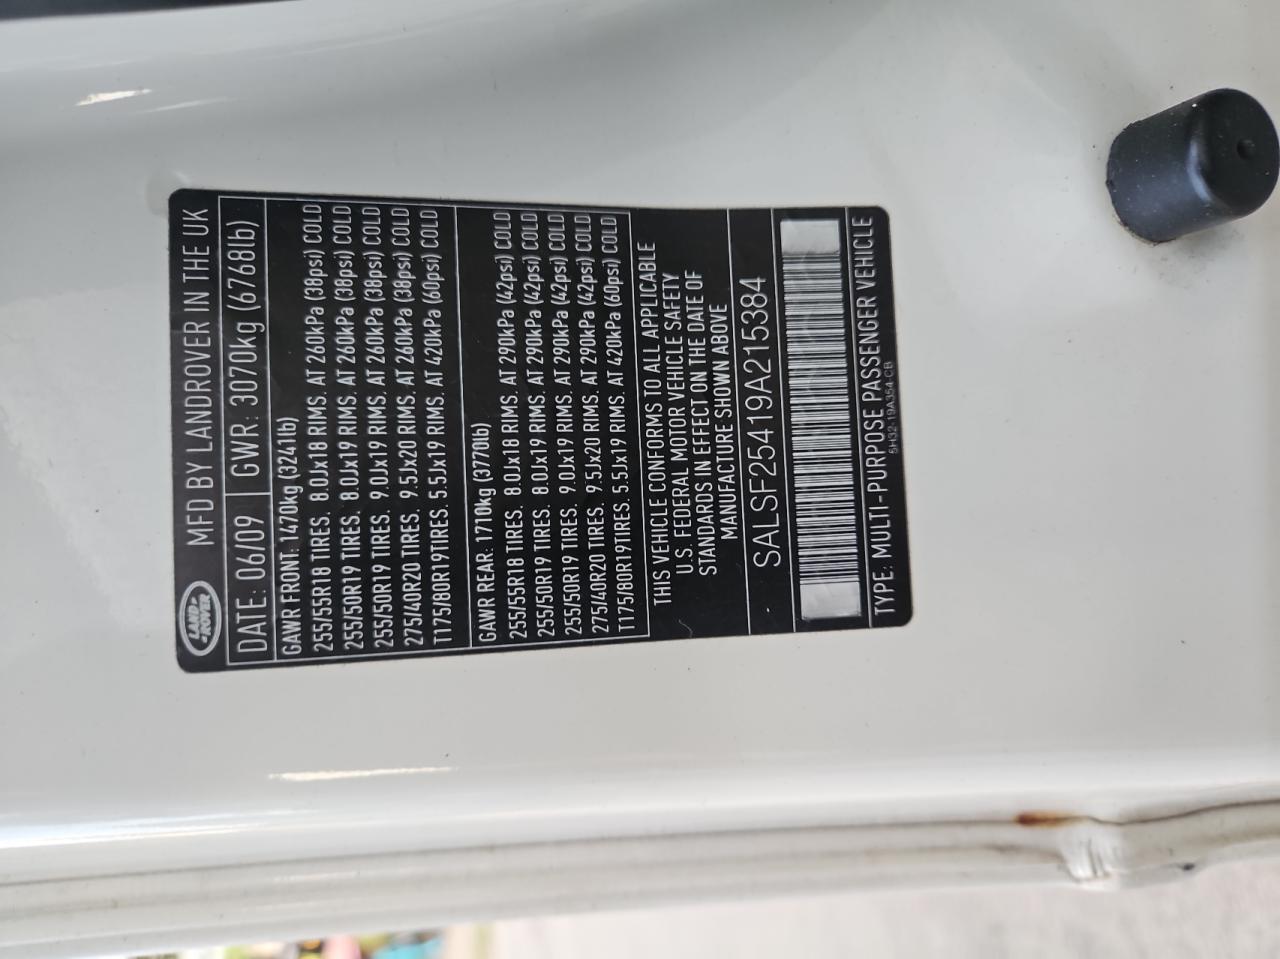 LAND-
ROVER
MFD BY LANDROVER IN THE UK
DATE: 06/09 GWR: 3070kg (6768lb)
GAWR FRONT: 1470kg (3241lb)
255/55R18 TIRES. 8.0Jx18 RIMS. AT 260kPa (38psi) COLD
255/50R19 TIRES. 8.0Jx19 RIMS. AT 260kPa (38psi) COLD
255/50R19 TIRES. 9.0Jx19 RIMS. AT 260kPa (38psi) COLD
275/40R20 TIRES. 9.5Jx20 RIMS. AT 260kPa (38psi) COLD
T175/80R19TIRES. 5.5Jx19 RIMS. AT 420kPa (60psi) COLD
GAWR REAR: 1710kg (3770lb)
255/55R18 TIRES. 8.0Jx18 RIMS. AT 290kPa (42psi) COLD
255/50R19 TIRES. 8.0Jx19 RIMS. AT 290kPa (42psi) COLD
255/50R19 TIRES. 9.0Jx19 RIMS. AT 290kPa (42psi) COLD
275/40R20 TIRES. 9.5Jx20 RIMS. AT 290kPa (42psi) COLD
T175/80R19TIRES. 5.5Jx19 RIMS. AT 420kPa (60psi) COLD
THIS VEHICLE CONFORMS TO ALL APPLICABLE
U.S. FEDERAL MOTOR VEHICLE SAFETY
STANDARDS IN EFFECT ON THE DATE OF
MANUFACTURE SHOWN ABOVE
SALSF25419A215384
TYPE: MULTI-PURPOSE PASSENGER VEHICLE
5H32-19A354-CB